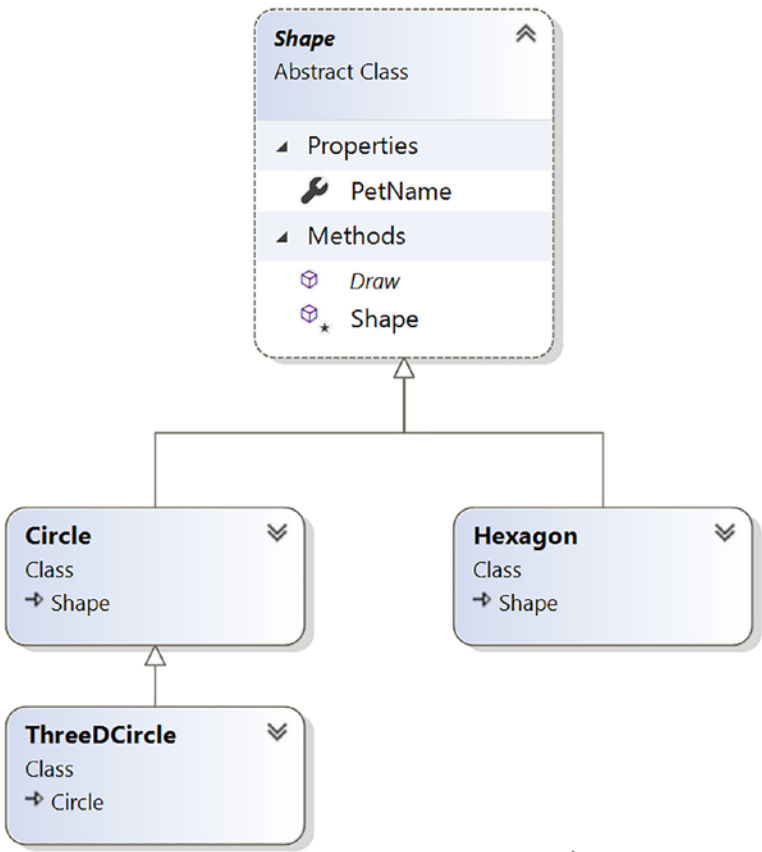 Shape
Abstract Class
Properties
PetName
Methods
Draw
Shape
Circle
Class
Shape
Hexagon
Class
Shape
ThreeDCircle
Class
Circle